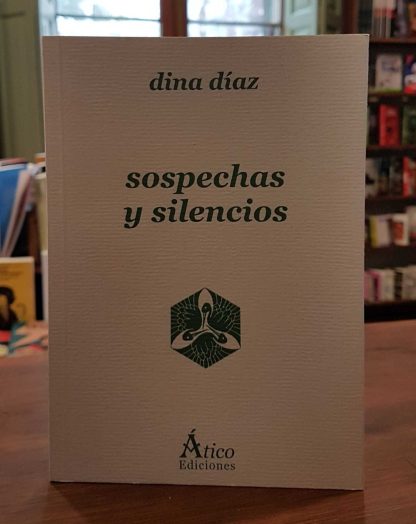 dina díaz
sospechas
y silencios
Ático
Ediciones